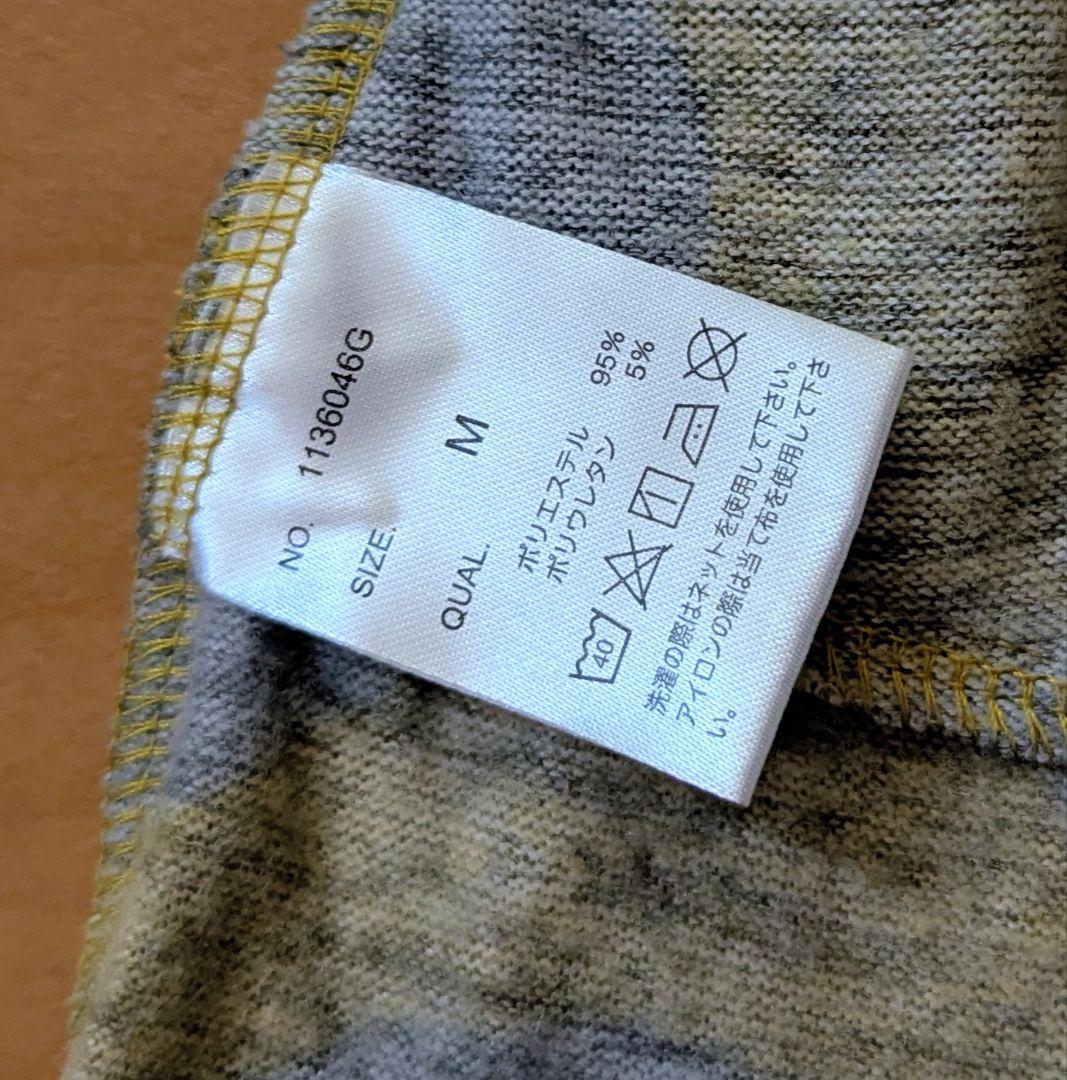 NO. 1136046G
SIZE. M
QUAL.
ポリエステル 95%
ポリウレタン 5%
40
洗濯の際はネットを使用して下さい。
アイロンの際は当て布を使用して下さ
い。